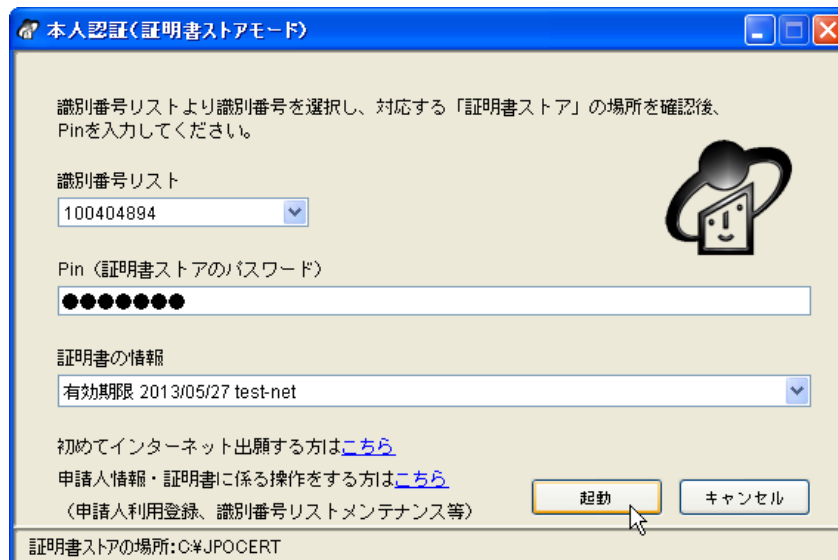 本人認証(証明書ストアモード)
識別番号リストより識別番号を選択し、対応する「証明書ストア」の場所を確認後、
Pinを入力してください。
識別番号リスト
100404894
Pin（証明書ストアのパスワード）
●●●●●●●
証明書の情報
有効期限 2013/05/27 test-net
初めてインターネット出願する方はこちら
申請人情報・証明書に係る操作をする方はこちら
（申請人利用登録、識別番号リストメンテナンス等）
起動
キャンセル
証明書ストアの場所:C:¥JPOCERT